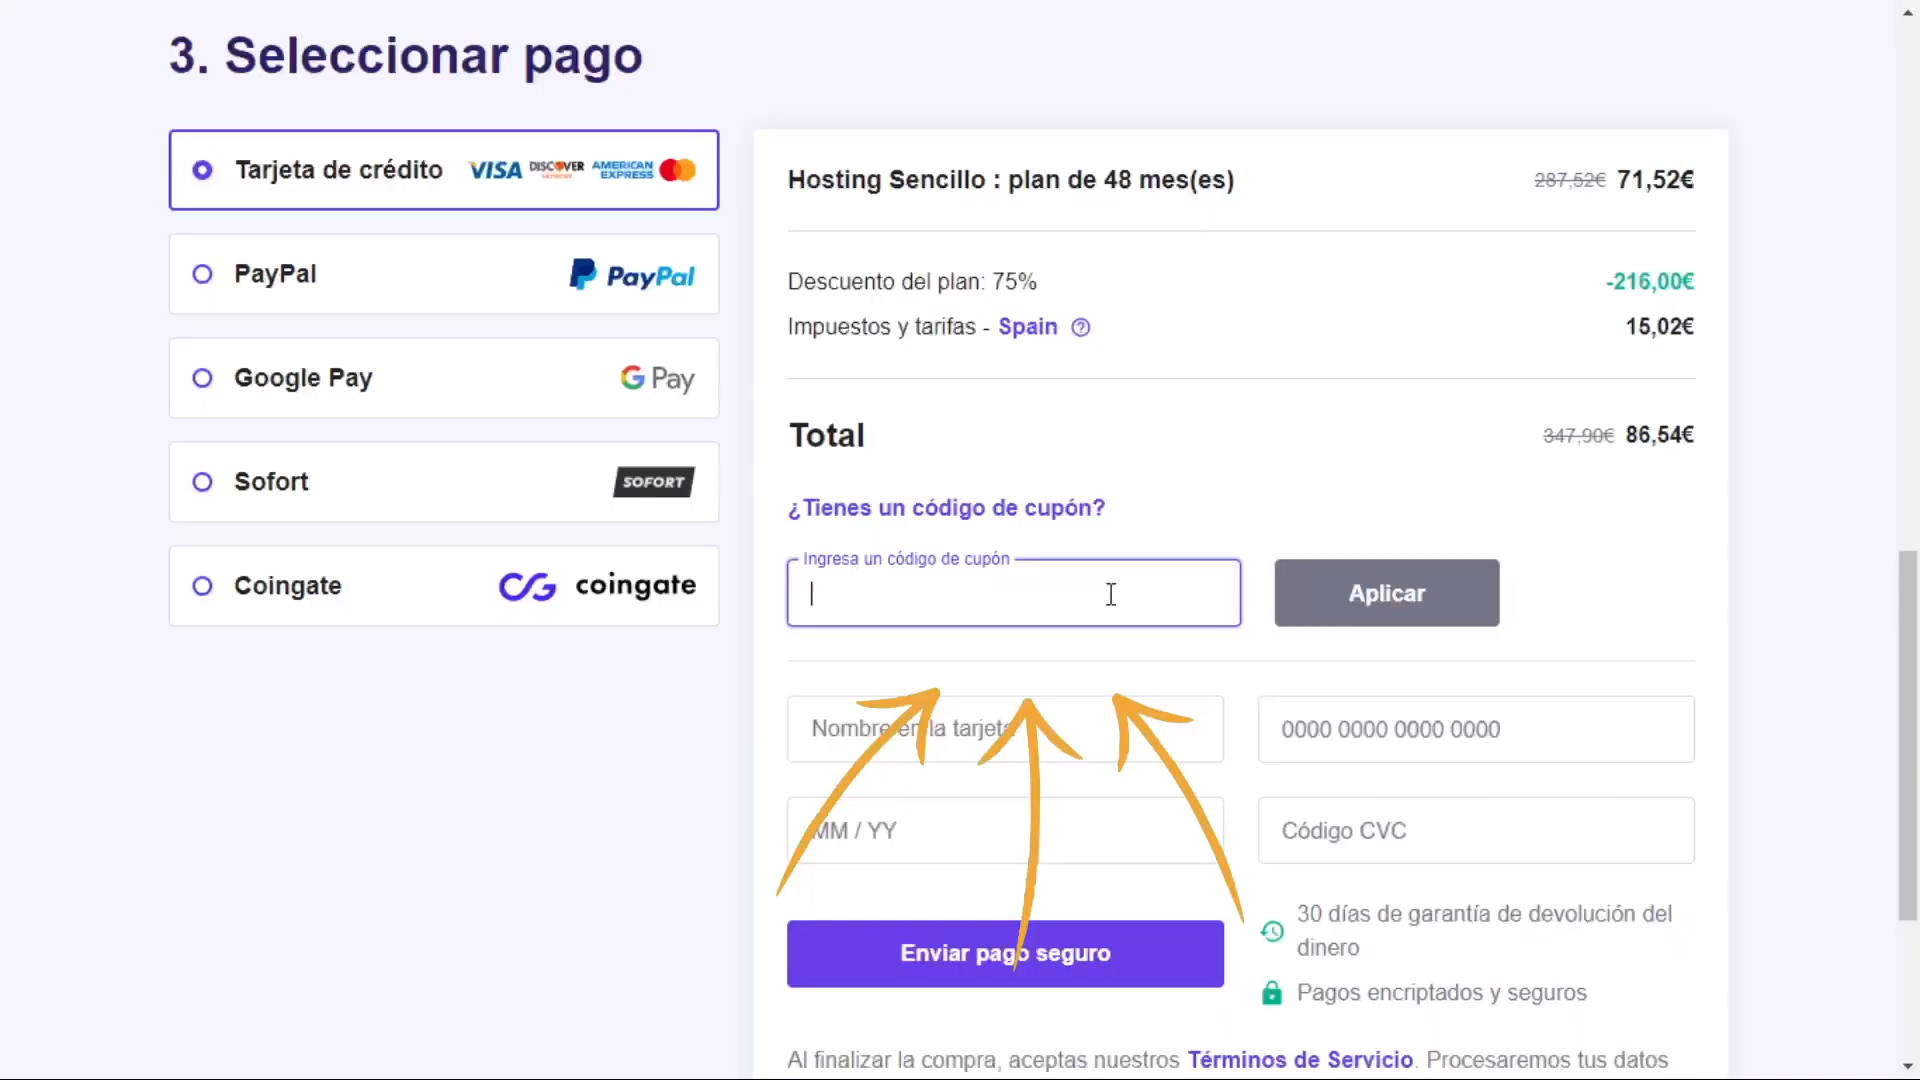 3. Seleccionar pago
Tarjeta de crédito VISA DISCOVER NETWORK AMERICAN EXPRESS
PayPal PayPal
Google Pay G Pay
Sofort SOFORT
Coingate coingate
Hosting Sencillo : plan de 48 mes(es) 287,52€ 71,52€
Descuento del plan: 75% -216,00€
Impuestos y tarifas - Spain ? 15,02€
Total 347,90€ 86,54€
¿Tienes un código de cupón?
Ingresa un código de cupón
Aplicar
Nombre en la tarjeta 0000 0000 0000 0000
MM / YY Código CVC
Enviar pago seguro
30 días de garantía de devolución del
dinero
Pagos encriptados y seguros
Al finalizar la compra, aceptas nuestros Términos de Servicio. Procesaremos tus datos